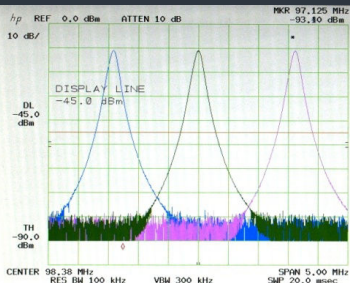 MKR 97.125 MHz
hp REF 0.0 dBm ATTEN 10 dB -93.40 dBm
10 dB/
DISPLAY LINE
-45.0 dBm
DL
-45.0
dBm
TH
-90.0
dBm
0
CENTER 98.38 MHz SPAN 5.00 MHz
RES BW 100 kHz VBW 300 kHz SWP 20.0 msec